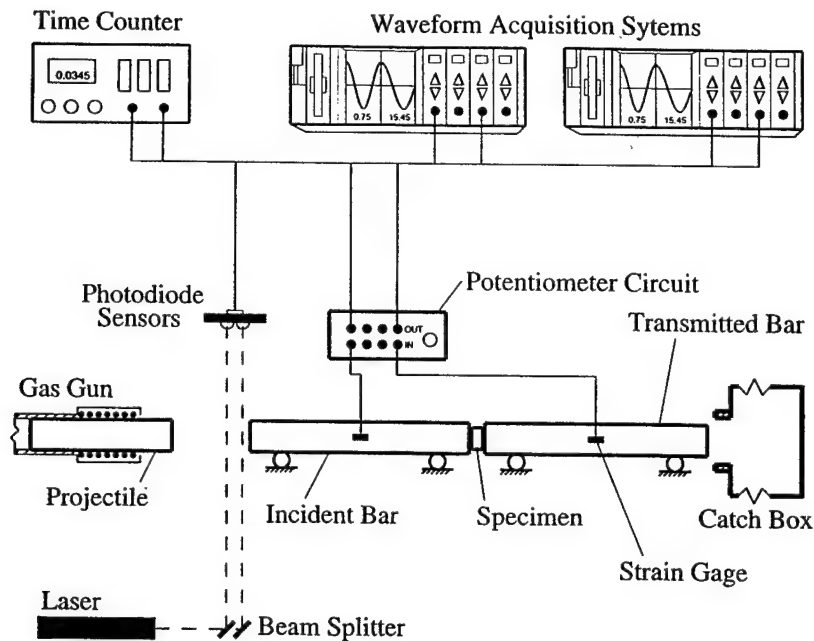 Time Counter
Waveform Acquisition Sytems
0.0345
0.75 15.45
0.75 15.45
Potentiometer Circuit
Photodiode
Sensors
OUT
IN
Transmitted Bar
Gas Gun
Projectile
Incident Bar
Specimen
Catch Box
Strain Gage
Laser
Beam Splitter